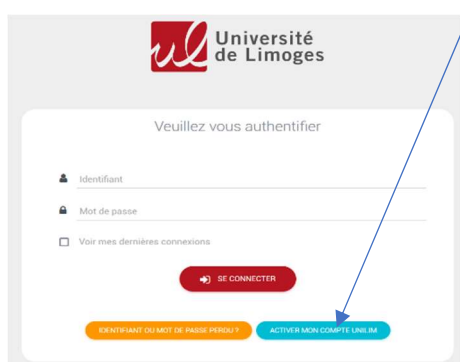 ul Université
de Limoges
Veuillez vous authentifier
Identifiant
Mot de passe
Voir mes dernières connexions
SE CONNECTER
IDENTIFIANT OU MOT DE PASSE PERDU ?
ACTIVER MON COMPTE UNILIM